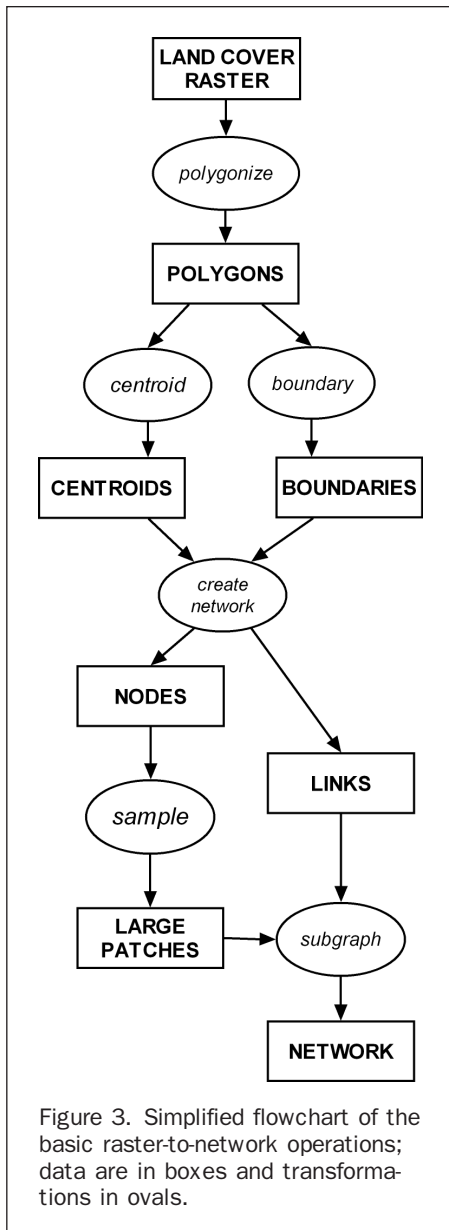 LAND COVER
RASTER
polygonize
POLYGONS
centroid
boundary
CENTROIDS
BOUNDARIES
create
network
NODES
LINKS
sample
LARGE
PATCHES
subgraph
NETWORK
Figure 3. Simplified flowchart of the
basic raster-to-network operations;
data are in boxes and transforma-
tions in ovals.